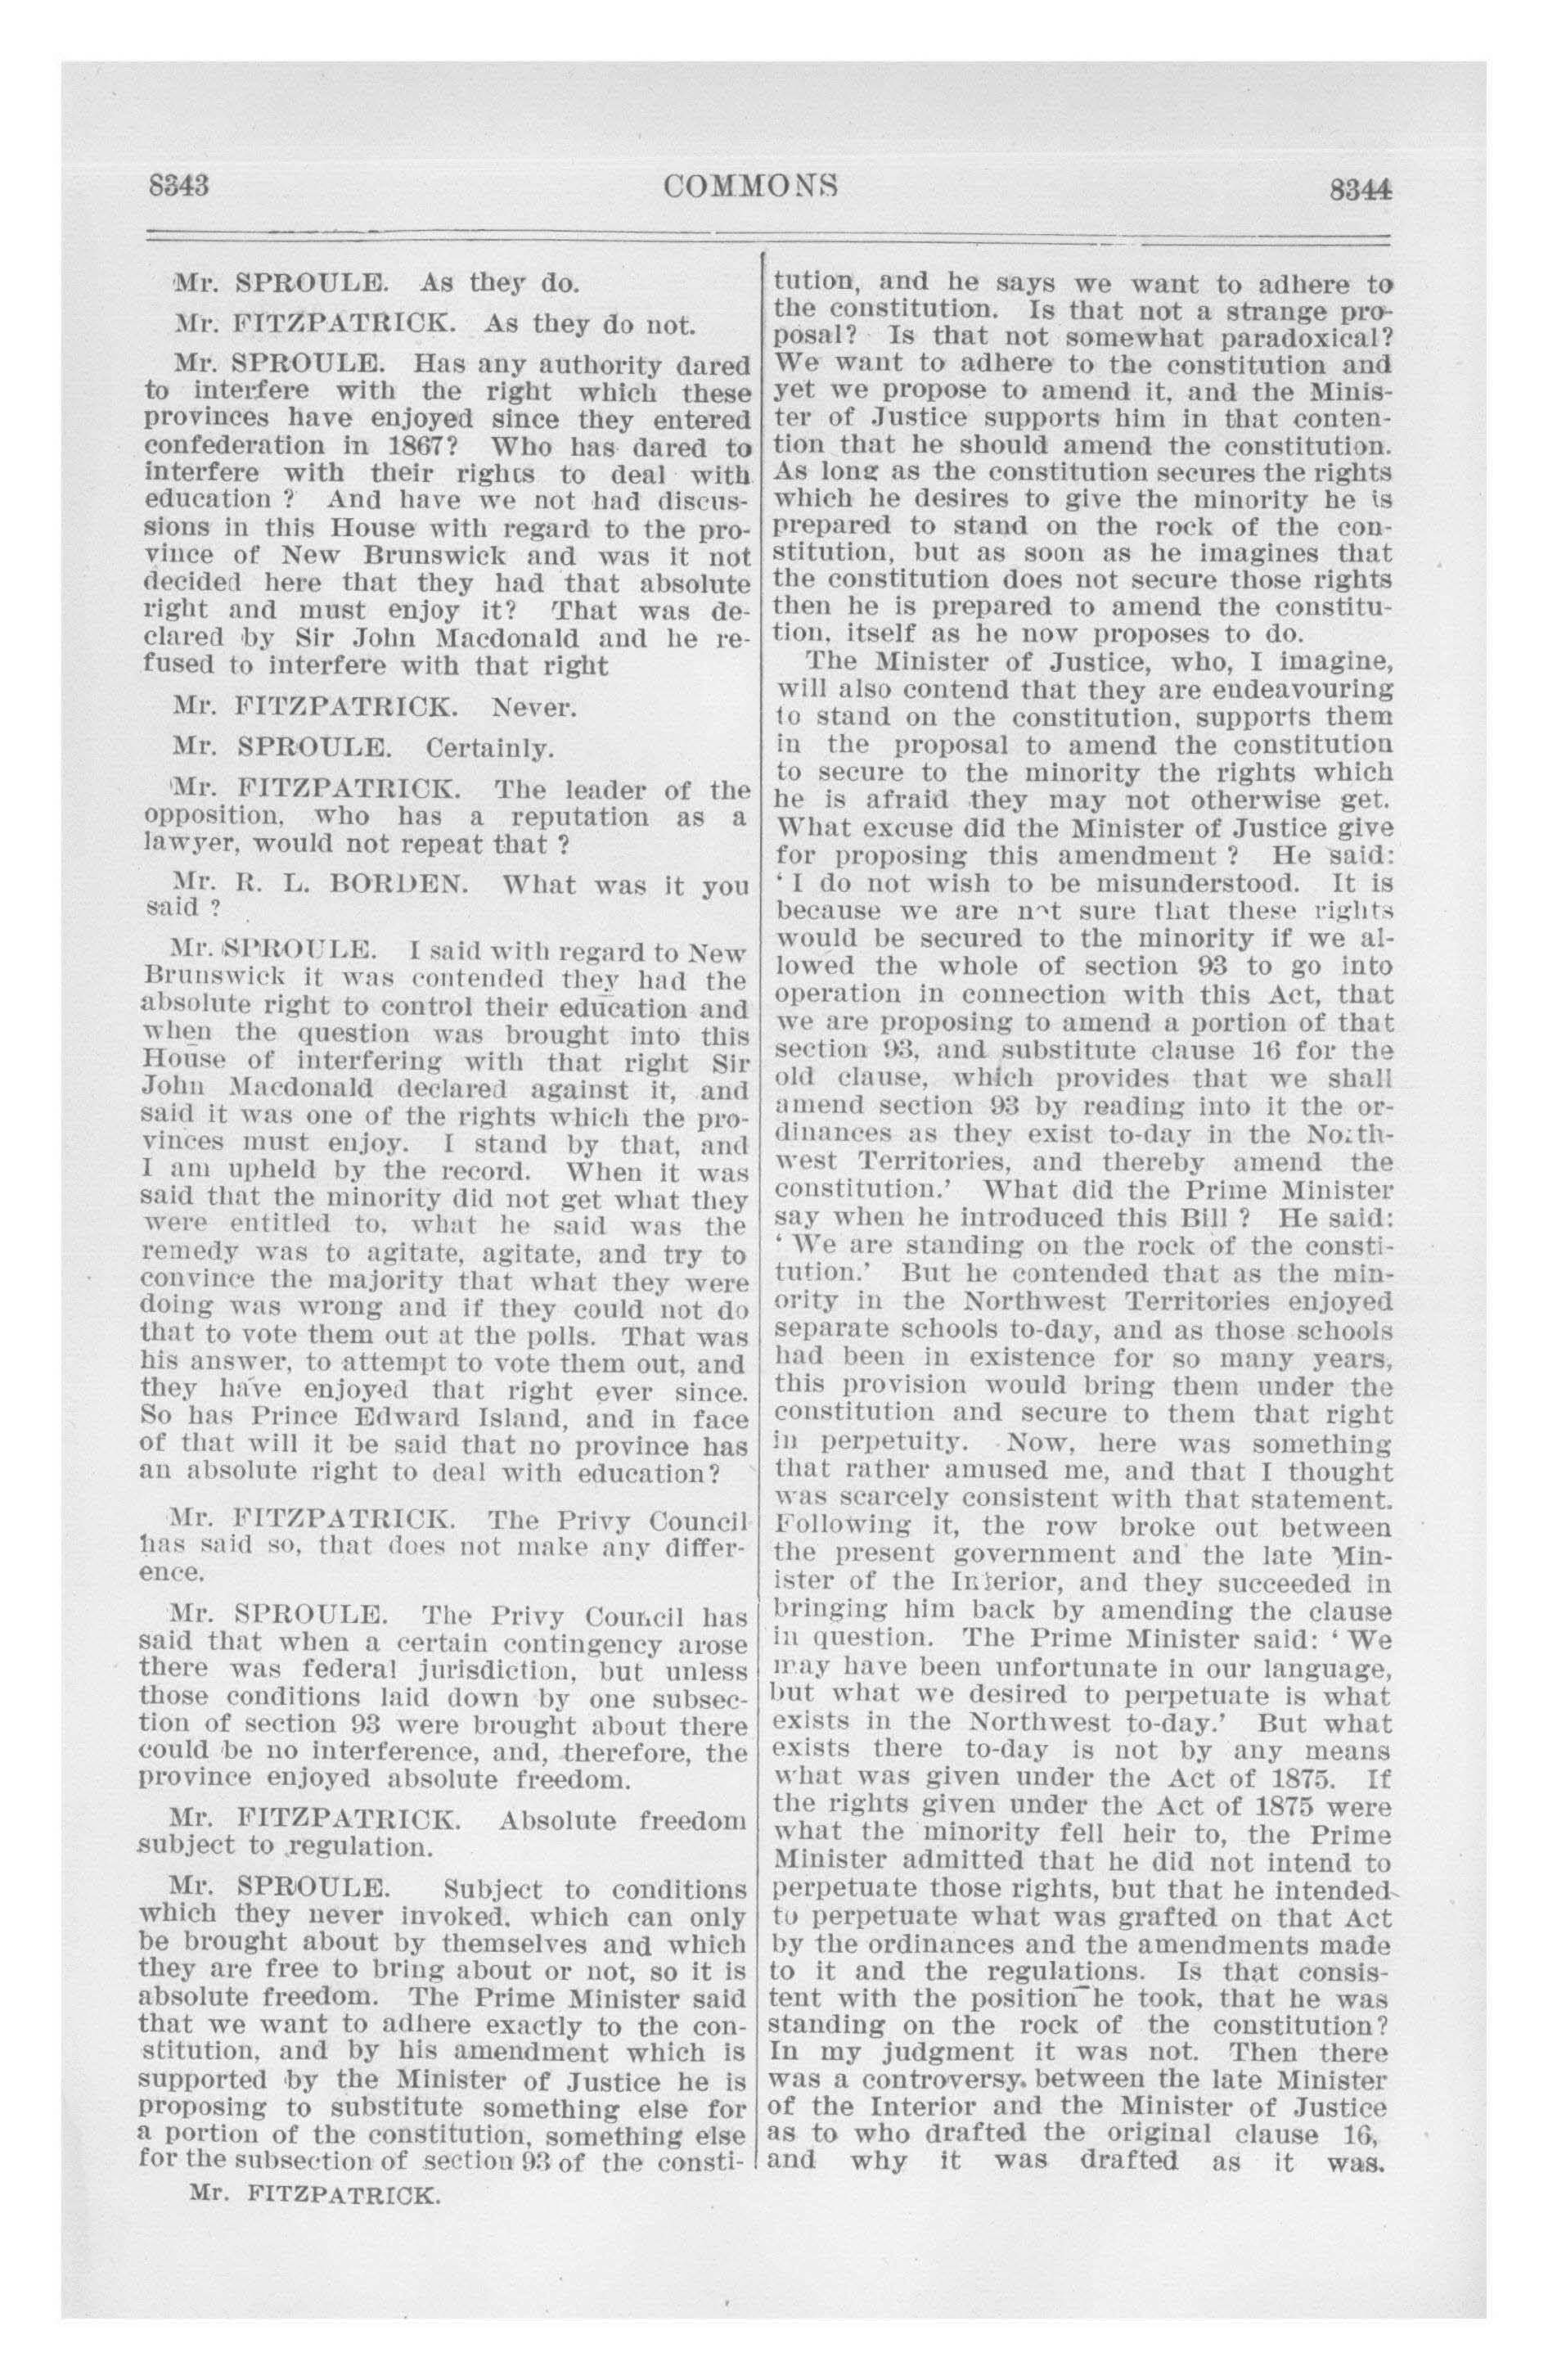 8343
COMMONS
8344
Mr. SPROULE. As they do.
Mr. FITZPATRICK. As they do not.
Mr. SPROULE. Has any authority dared
to interfere with the right which these
provinces have enjoyed since they entered
confederation in 1867? Who has dared to
interfere with their rights to deal with
education ? And have we not had discus-
sions in this House with regard to the pro-
vince of New Brunswick and was it not
decided here that they had that absolute
right and must enjoy it? That was de-
clared by Sir John Macdonald and he re-
fused to interfere with that right
Mr. FITZPATRICK. Never.
Mr. SPROULE. Certainly.
Mr. FITZPATRICK. The leader of the
opposition, who has a reputation as a
lawyer, would not repeat that ?
Mr. R. L. BORDEN. What was it you
said ?
Mr. SPROULE. I said with regard to New
Brunswick it was contended they had the
absolute right to control their education and
when the question was brought into this
House of interfering with that right Sir
John Macdonald declared against it, and
said it was one of the rights which the pro-
vinces must enjoy. I stand by that, and
I am upheld by the record. When it was
said that the minority did not get what they
were entitled to, what he said was the
remedy was to agitate, agitate, and try to
convince the majority that what they were
doing was wrong and if they could not do
that to vote them out at the polls. That was
his answer, to attempt to vote them out, and
they have enjoyed that right ever since.
So has Prince Edward Island, and in face
of that will it be said that no province has
an absolute right to deal with education?
Mr. FITZPATRICK. The Privy Council
has said so, that does not make any differ-
ence.
Mr. SPROULE. The Privy Council has
said that when a certain contingency arose
there was federal jurisdiction, but unless
those conditions laid down by one subsec-
tion of section 93 were brought about there
could be no interference, and, therefore, the
province enjoyed absolute freedom.
Mr. FITZPATRICK. Absolute freedom
subject to regulation.
Mr. SPROULE. Subject to conditions
which they never invoked, which can only
be brought about by themselves and which
they are free to bring about or not, so it is
absolute freedom. The Prime Minister said
that we want to adhere exactly to the con-
stitution, and by his amendment which is
supported by the Minister of Justice he is
proposing to substitute something else for
a portion of the constitution, something else
for the subsection of section 93 of the consti-
Mr. FITZPATRICK.
tution, and he says we want to adhere to
the constitution. Is that not a strange pro-
posal? Is that not somewhat paradoxical?
We want to adhere to the constitution and
yet we propose to amend it, and the Minis-
ter of Justice supports him in that conten-
tion that he should amend the constitution.
As long as the constitution secures the rights
which he desires to give the minority he is
prepared to stand on the rock of the con-
stitution, but as soon as he imagines that
the constitution does not secure those rights
then he is prepared to amend the constitu-
tion, itself as he now proposes to do.
The Minister of Justice, who, I imagine,
will also contend that they are endeavouring
to stand on the constitution, supports them
in the proposal to amend the constitution
to secure to the minority the rights which
he is afraid they may not otherwise get.
What excuse did the Minister of Justice give
for proposing this amendment ? He said:
‘ I do not wish to be misunderstood. It is
because we are not sure that these rights
would be secured to the minority if we al-
lowed the whole of section 93 to go into
operation in connection with this Act, that
we are proposing to amend a portion of that
section 93, and substitute clause 16 for the
old clause, which provides that we shall
amend section 93 by reading into it the or-
dinances as they exist to-day in the North-
west Territories, and thereby amend the
constitution.’ What did the Prime Minister
say when he introduced this Bill ? He said:
‘ We are standing on the rock of the consti-
tution.’ But he contended that as the min-
ority in the Northwest Territories enjoyed
separate schools to-day, and as those schools
had been in existence for so many years,
this provision would bring them under the
constitution and secure to them that right
in perpetuity. Now, here was something
that rather amused me, and that I thought
was scarcely consistent with that statement.
Following it, the row broke out between
the present government and the late Min-
ister of the Interior, and they succeeded in
bringing him back by amending the clause
in question. The Prime Minister said: ‘ We
may have been unfortunate in our language,
but what we desired to perpetuate is what
exists in the Northwest to-day.’ But what
exists there to-day is not by any means
what was given under the Act of 1875. If
the rights given under the Act of 1875 were
what the minority fell heir to, the Prime
Minister admitted that he did not intend to
perpetuate those rights, but that he intended
to perpetuate what was grafted on that Act
by the ordinances and the amendments made
to it and the regulations. Is that consis-
tent with the position he took, that he was
standing on the rock of the constitution?
In my judgment it was not. Then there
was a controversy, between the late Minister
of the Interior and the Minister of Justice
as to who drafted the original clause 16,
and why it was drafted as it was.